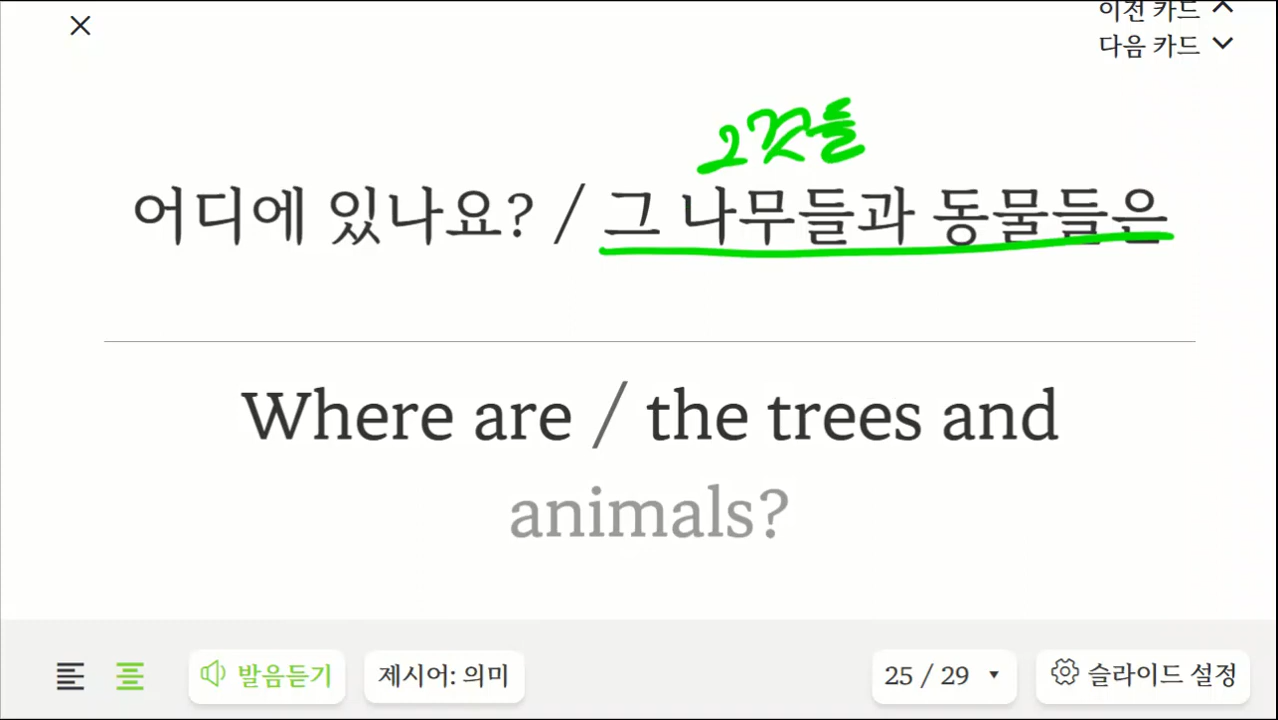 이전 카드
다음 카드
그것들
어디에 있나요? / 그 나무들과 동물들은
Where are / the trees and
animals?
발음듣기
제시어: 의미
25 / 29
슬라이드 설정